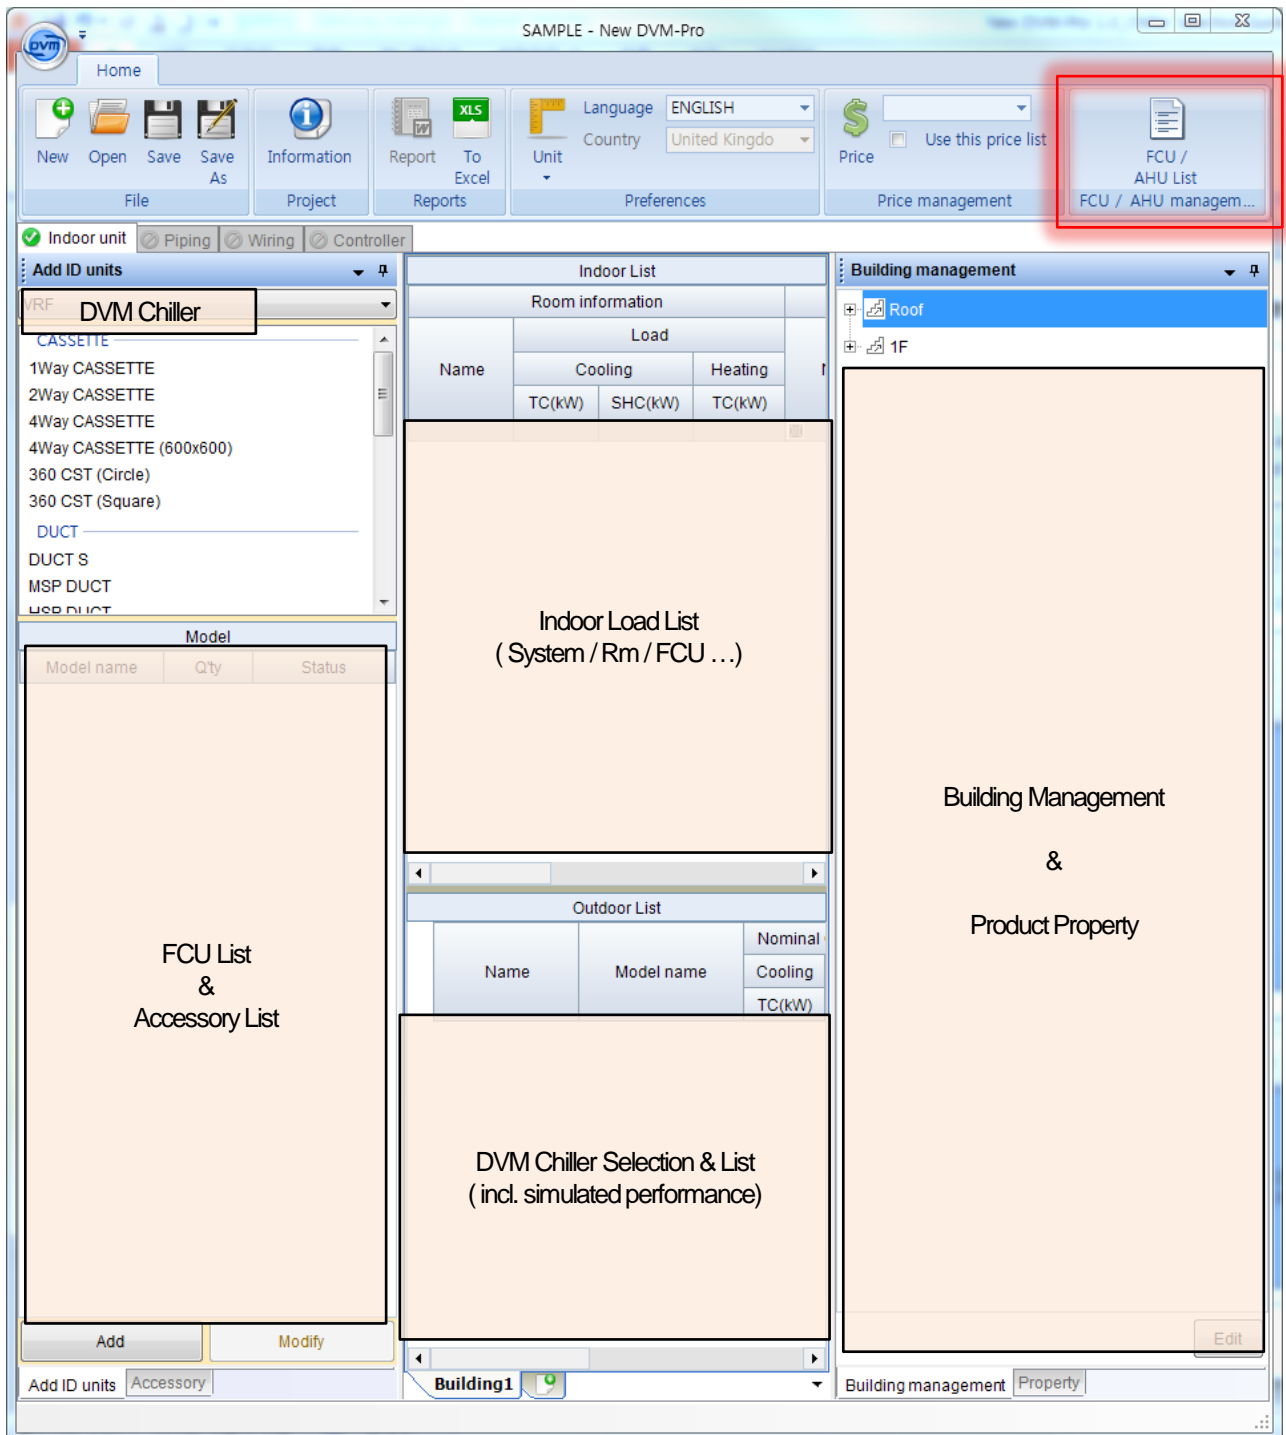 SAMPLE - New DVM-Pro
DVM
Home
New
Open
Save
Save As
File
Information
Project
Report
XLS
To Excel
Reports
Unit
Language ENGLISH
Country United Kingdo
Preferences
Price
Use this price list
Price management
FCU /
AHU List
FCU / AHU managem...
Indoor unit Piping Wiring Controller
Add ID units
VRF
DVM Chiller
CASSETTE
1Way CASSETTE
2Way CASSETTE
4Way CASSETTE
4Way CASSETTE (600x600)
360 CST (Circle)
360 CST (Square)
DUCT
DUCT S
MSP DUCT
HSP DUCT
Model
Model name Q'ty Status
FCU List
&
Accessory List
Add Modify
Add ID units Accessory
Indoor List
Room information
Load
Name Cooling Heating
TC(kW) SHC(kW) TC(kW)
Indoor Load List
( System / Rm / FCU ...)
Outdoor List
Nominal
Name Model name Cooling
TC(kW)
DVM Chiller Selection & List
( incl. simulated performance)
Building1
Building management
Roof
1F
Building Management
&
Product Property
Edit
Building management Property